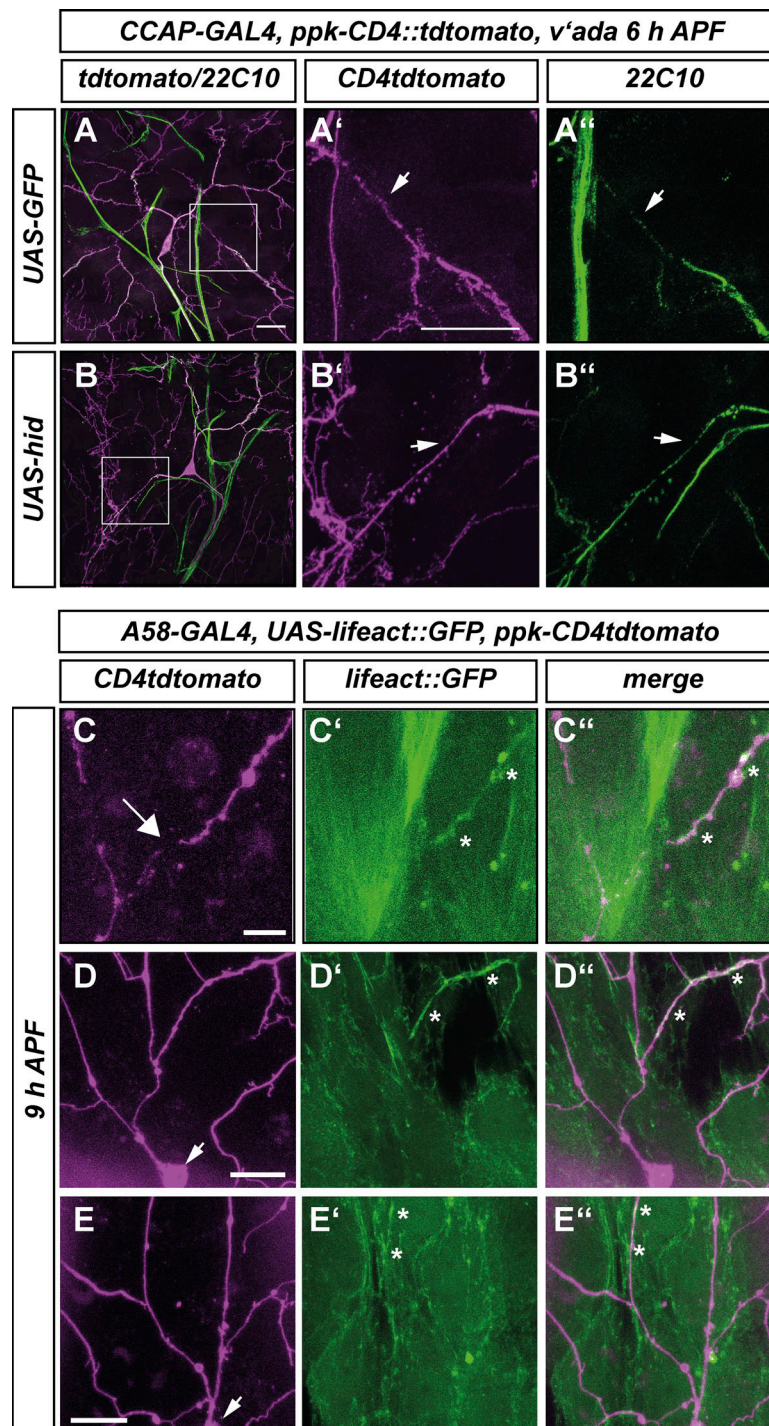 CCAP-GAL4, ppk-CD4::tdtomato, v‘ada 6 h APF
tdtomato/22C10 CD4tdtomato 22C10
UAS-GFP
A A‘ A“
UAS-hid
B B‘ B“
A58-GAL4, UAS-lifeact::GFP, ppk-CD4tdtomato
CD4tdtomato lifeact::GFP merge
9 h APF
C C‘ C“
* * * *
D D‘ D“
* * * *
E E‘ E“
* * * *